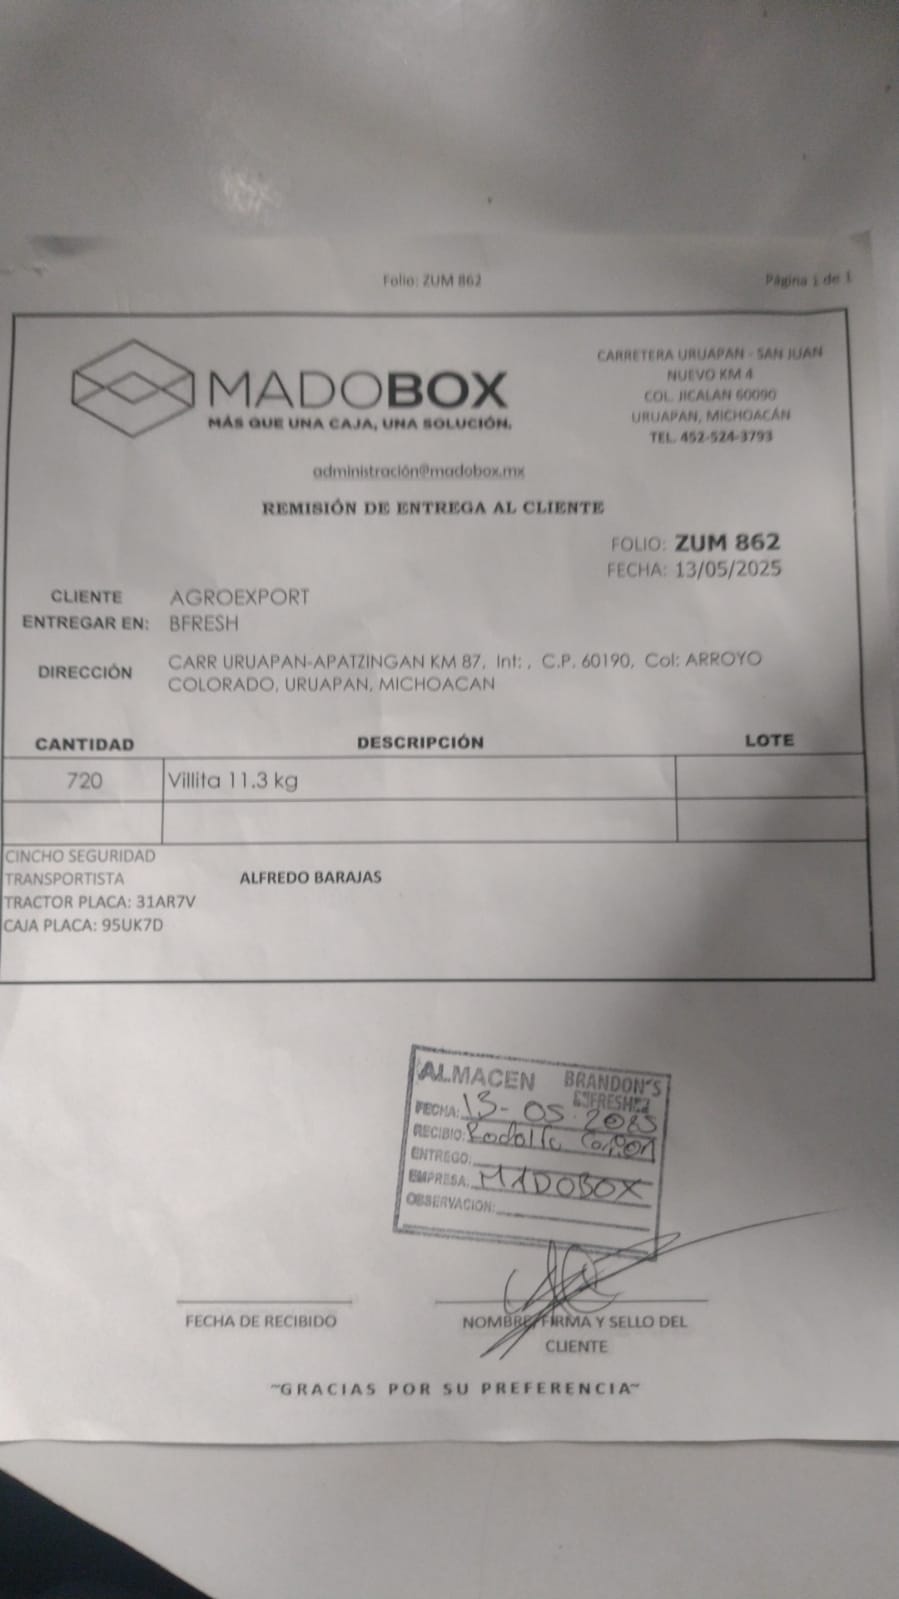 Folio: ZUM 862
Página 1 de 1
MADOBOX
MÁS QUE UNA CAJA, UNA SOLUCIÓN.
CARRETERA URUAPAN - SAN JUAN
NUEVO KM 4
COL. JICALAN 60090
URUAPAN, MICHOACÁN
TEL. 452-524-3793
administración@madobox.mx
REMISIÓN DE ENTREGA AL CLIENTE
FOLIO: ZUM 862
FECHA: 13/05/2025
CLIENTE AGROEXPORT
ENTREGAR EN: BFRESH
DIRECCIÓN CARR URUAPAN-APATZINGAN KM 87, Int: , C.P. 60190, Col: ARROYO
COLORADO, URUAPAN, MICHOACAN
CANTIDAD DESCRIPCIÓN LOTE
720 Villita 11.3 kg
CINCHO SEGURIDAD
TRANSPORTISTA ALFREDO BARAJAS
TRACTOR PLACA: 31AR7V
CAJA PLACA: 95UK7D
ALMACEN BRANDON'S
FECHA: 13-05-2025
RECIBIO: Rodolfo
ENTREGO:
EMPRESA: MADOBOX
OBSERVACION:
FECHA DE RECIBIDO
NOMBRE, FIRMA Y SELLO DEL
CLIENTE
~GRACIAS POR SU PREFERENCIA~